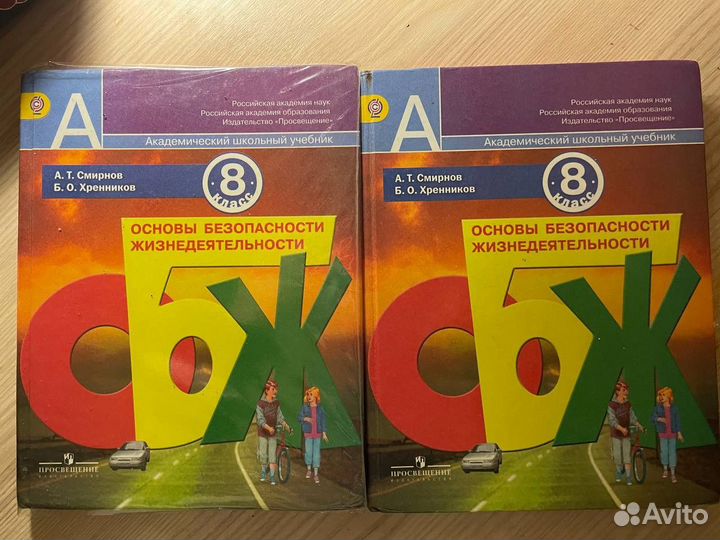 А
Российская академия наук
Российская академия образования
Издательство «Просвещение»
Академический школьный учебник
А. Т. Смирнов
Б. О. Хренников
8
класс
ОСНОВЫ БЕЗОПАСНОСТИ
ЖИЗНЕДЕЯТЕЛЬНОСТИ
ОБЖ
ПРОСВЕЩЕНИЕ
ИЗДАТЕЛЬСТВО
А
Российская академия наук
Российская академия образования
Издательство «Просвещение»
Академический школьный учебник
А. Т. Смирнов
Б. О. Хренников
8
класс
ОСНОВЫ БЕЗОПАСНОСТИ
ЖИЗНЕДЕЯТЕЛЬНОСТИ
ОБЖ
ПРОСВЕЩЕНИЕ
ИЗДАТЕЛЬСТВО
Avito